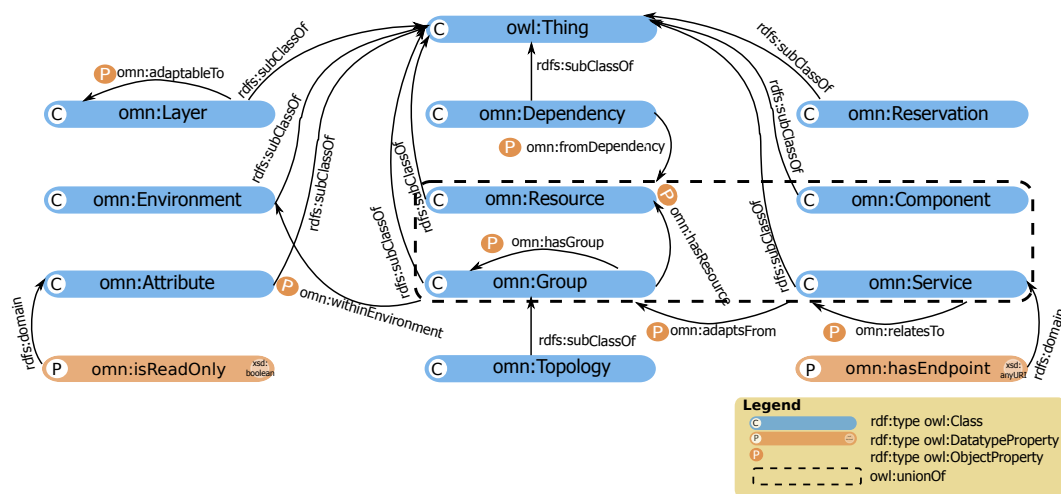 owl:Thing
rdfs:subClassOf
rdfs:subClassOf
rdfs:subClassOf
omn:adaptableTo
omn:Layer
omn:Dependency
omn:Reservation
rdfs:subClassOf
rdfs:subClassOf
omn:fromDependency
rdfs:subClassOf
rdfs:subClassOf
omn:Environment
omn:Resource
omn:Component
rdfs:subClassOf
rdfs:subClassOf
omn:hasGroup
omn:hasResource
rdfs:subClassOf
omn:Attribute
omn:Group
omn:Service
omn:withinEnvironment
omn:adaptsFrom
omn:relatesTo
rdfs:domain
rdfs:subClassOf
rdfs:domain
omn:isReadOnly
xsd:
boolean
omn:Topology
omn:hasEndpoint
xsd:
anyURI
C
C
C
C
C
C
C
C
C
C
C
P
P
P
P
P
P
P
P
P
Legend
C rdf:type owl:Class
P rdf:type owl:DatatypeProperty
P rdf:type owl:ObjectProperty
owl:unionOf